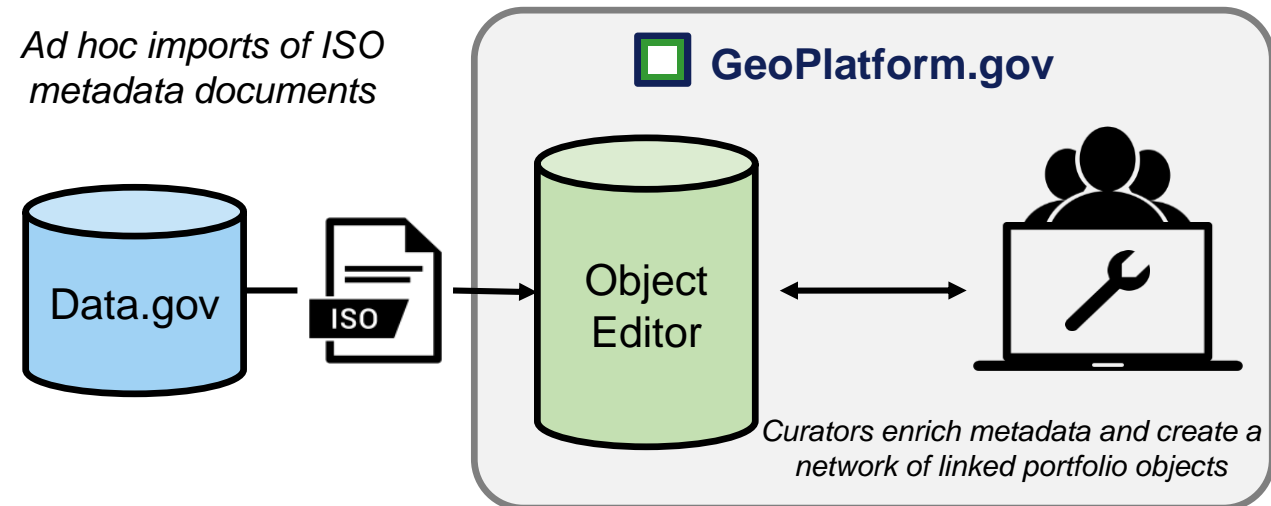 Ad hoc imports of ISO
metadata documents
GeoPlatform.gov
Data.gov
ISO
Object
Editor
Curators enrich metadata and create a
network of linked portfolio objects